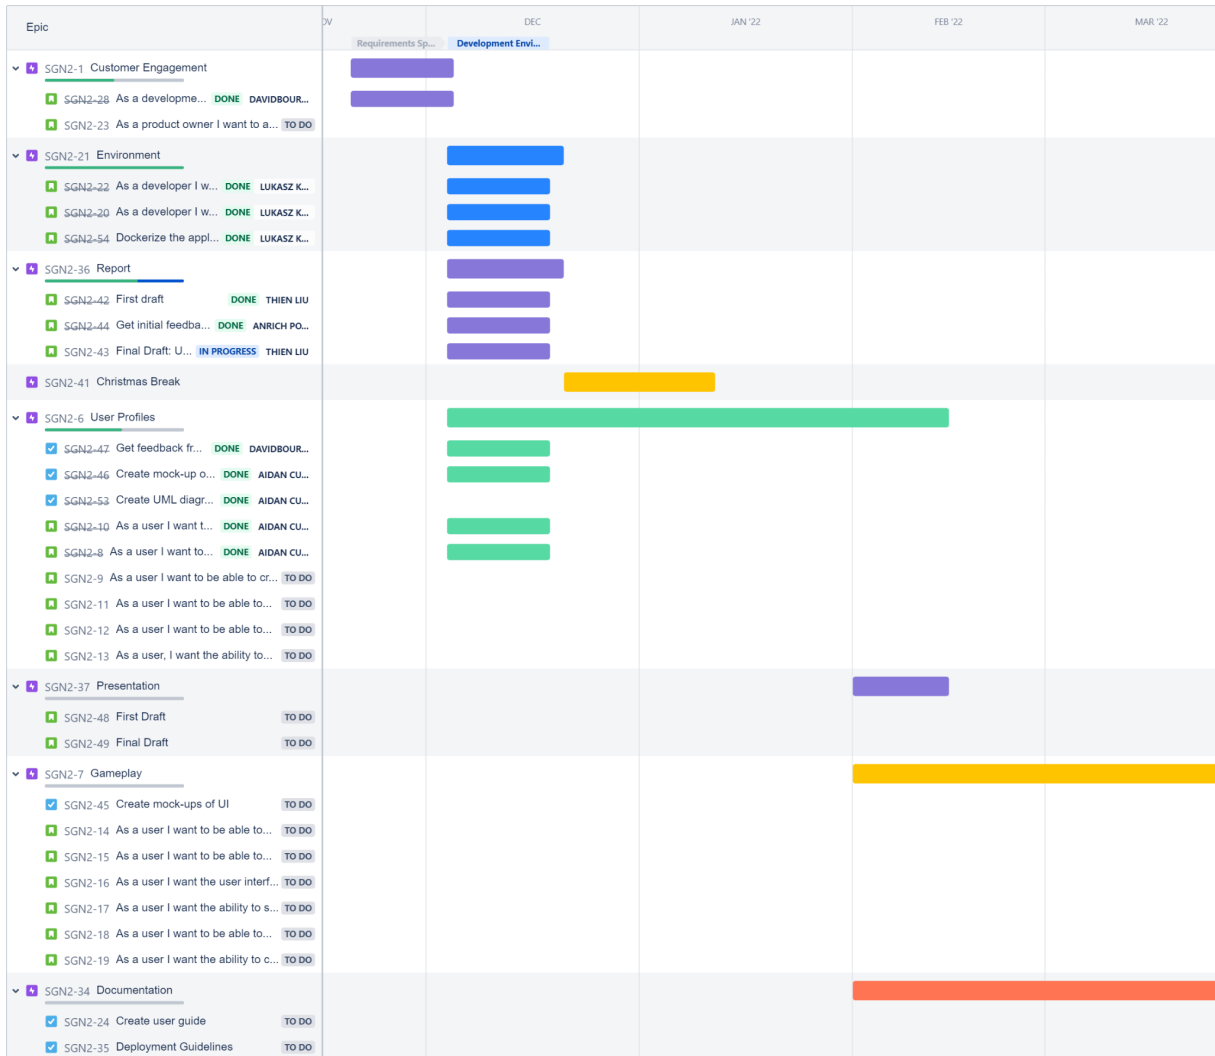 Epic
OV DEC JAN '22 FEB '22 MAR '22
Requirements Sp... Development Envi...
SGN2-1 Customer Engagement
SGN2-28 As a developme... DONE DAVIDBOUR...
SGN2-23 As a product owner I want to a... TO DO
SGN2-21 Environment
SGN2-22 As a developer I w... DONE LUKASZ K...
SGN2-20 As a developer I w... DONE LUKASZ K...
SGN2-54 Dockerize the appl... DONE LUKASZ K...
SGN2-36 Report
SGN2-42 First draft DONE THIEN LIU
SGN2-44 Get initial feedba... DONE ANRICH PO...
SGN2-43 Final Draft: U... IN PROGRESS THIEN LIU
SGN2-41 Christmas Break
SGN2-6 User Profiles
SGN2-47 Get feedback fr... DONE DAVIDBOUR...
SGN2-46 Create mock-up o... DONE AIDAN CU...
SGN2-53 Create UML diagr... DONE AIDAN CU...
SGN2-10 As a user I want t... DONE AIDAN CU...
SGN2-8 As a user I want to... DONE AIDAN CU...
SGN2-9 As a user I want to be able to cr... TO DO
SGN2-11 As a user I want to be able to... TO DO
SGN2-12 As a user I want to be able to... TO DO
SGN2-13 As a user, I want the ability to... TO DO
SGN2-37 Presentation
SGN2-48 First Draft TO DO
SGN2-49 Final Draft TO DO
SGN2-7 Gameplay
SGN2-45 Create mock-ups of UI TO DO
SGN2-14 As a user I want to be able to... TO DO
SGN2-15 As a user I want to be able to... TO DO
SGN2-16 As a user I want the user interf... TO DO
SGN2-17 As a user I want the ability to s... TO DO
SGN2-18 As a user I want to be able to... TO DO
SGN2-19 As a user I want the ability to c... TO DO
SGN2-34 Documentation
SGN2-24 Create user guide TO DO
SGN2-35 Deployment Guidelines TO DO